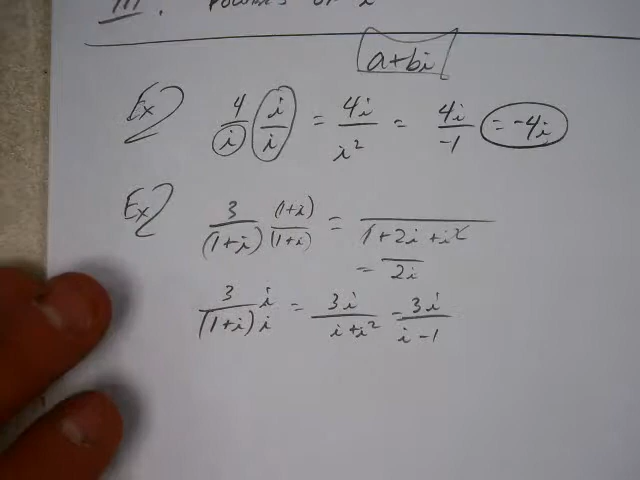 III. Powers of i
a+bi
Ex) 4/i i/i = 4i/i² = 4i/-1 = -4i
Ex) 3/(1+i) (1+i)/(1+i) = /1+2i+i²
= /2i
3/(1+i) i/i = 3i/i+i² = 3i/i-1